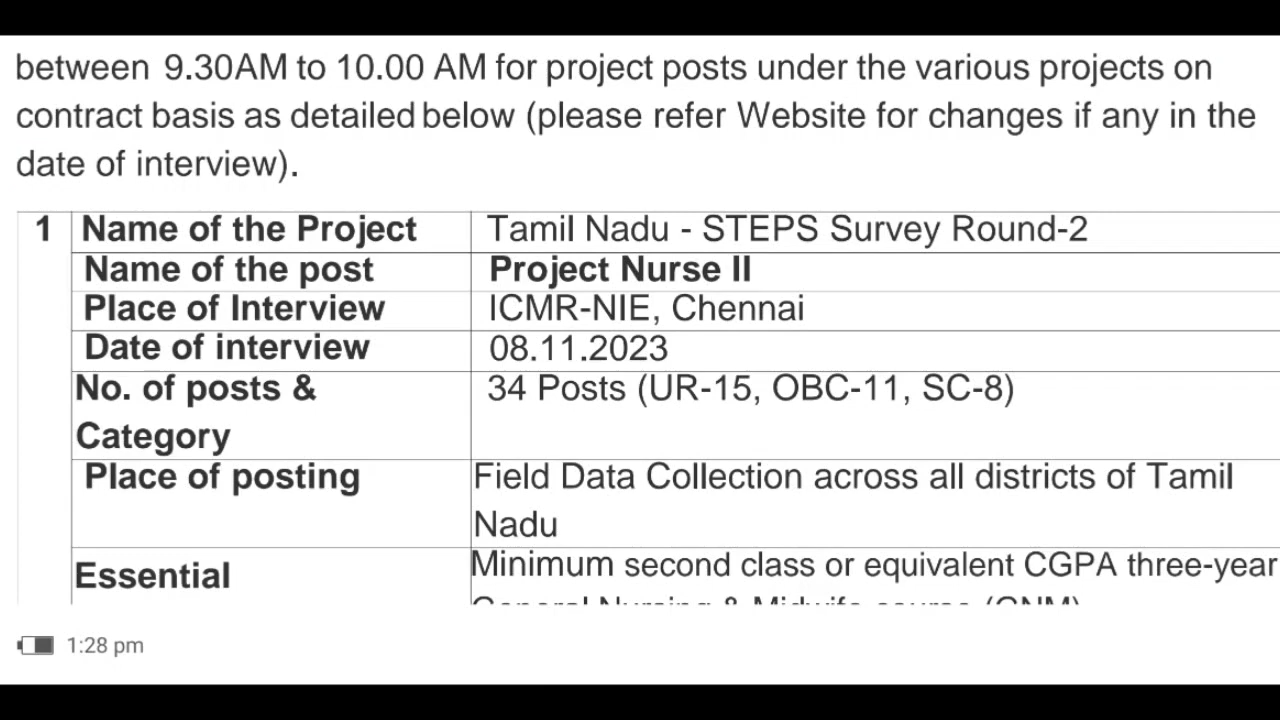 between 9.30AM to 10.00 AM for project posts under the various projects on
contract basis as detailed below (please refer Website for changes if any in the
date of interview).
1 Name of the Project Tamil Nadu - STEPS Survey Round-2
Name of the post Project Nurse II
Place of Interview ICMR-NIE, Chennai
Date of interview 08.11.2023
No. of posts & 34 Posts (UR-15, OBC-11, SC-8)
Category
Place of posting Field Data Collection across all districts of Tamil
Nadu
Essential Minimum second class or equivalent CGPA three-year
General Nursing & Midwife course (GNM)
1:28 pm